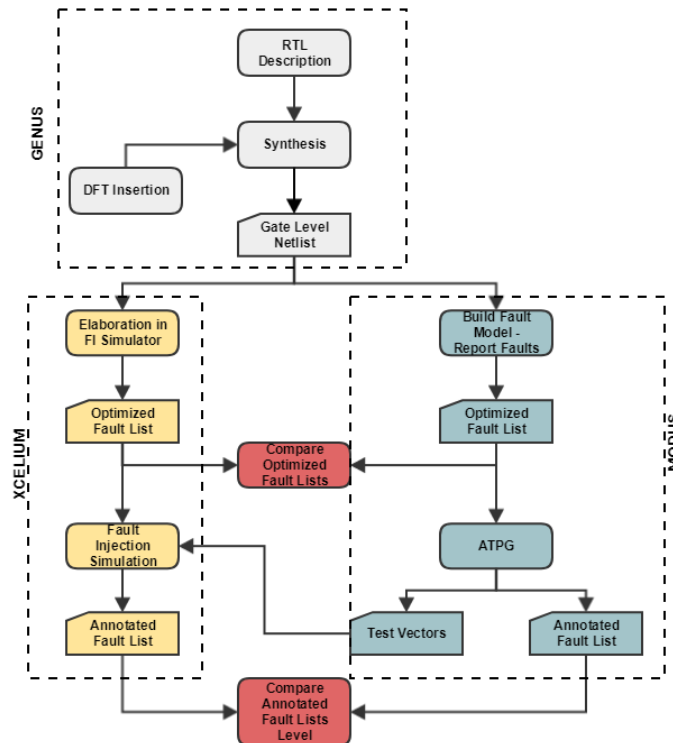 RTL
Description
GENUS
Synthesis
DFT Insertion
Gate Level
Netlist
Elaboration in
FI Simulator
Build Fault
Model -
Report Faults
Optimized
Fault List
Optimized
Fault List
XCELIUM
Compare
Optimized
Fault Lists
MODUS
Fault
Injection
Simulation
ATPG
Annotated
Fault List
Test Vectors
Annotated
Fault List
Compare
Annotated
Fault Lists
Level